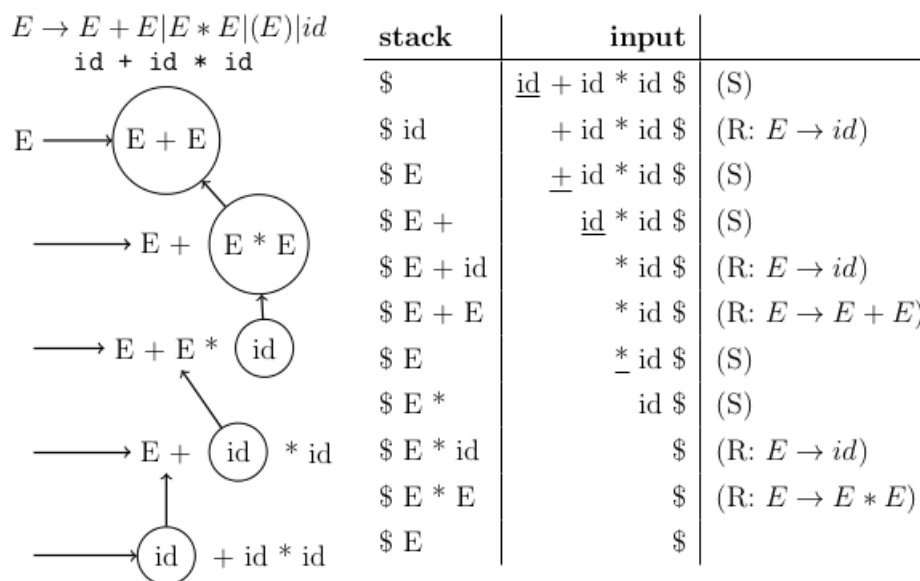 E → E + E|E ∗ E|(E)|id
id + id * id
E → E + E
E + E * E
E + E * id
E + id * id
id + id * id
stack input
$ id + id * id $ (S)
$ id + id * id $ (R: E → id)
$ E + id * id $ (S)
$ E + id * id $ (S)
$ E + id * id $ (R: E → id)
$ E + E * id $ (R: E → E + E)
$ E * id $ (S)
$ E * id $ (S)
$ E * id $ (R: E → id)
$ E * E $ (R: E → E ∗ E)
$ E $